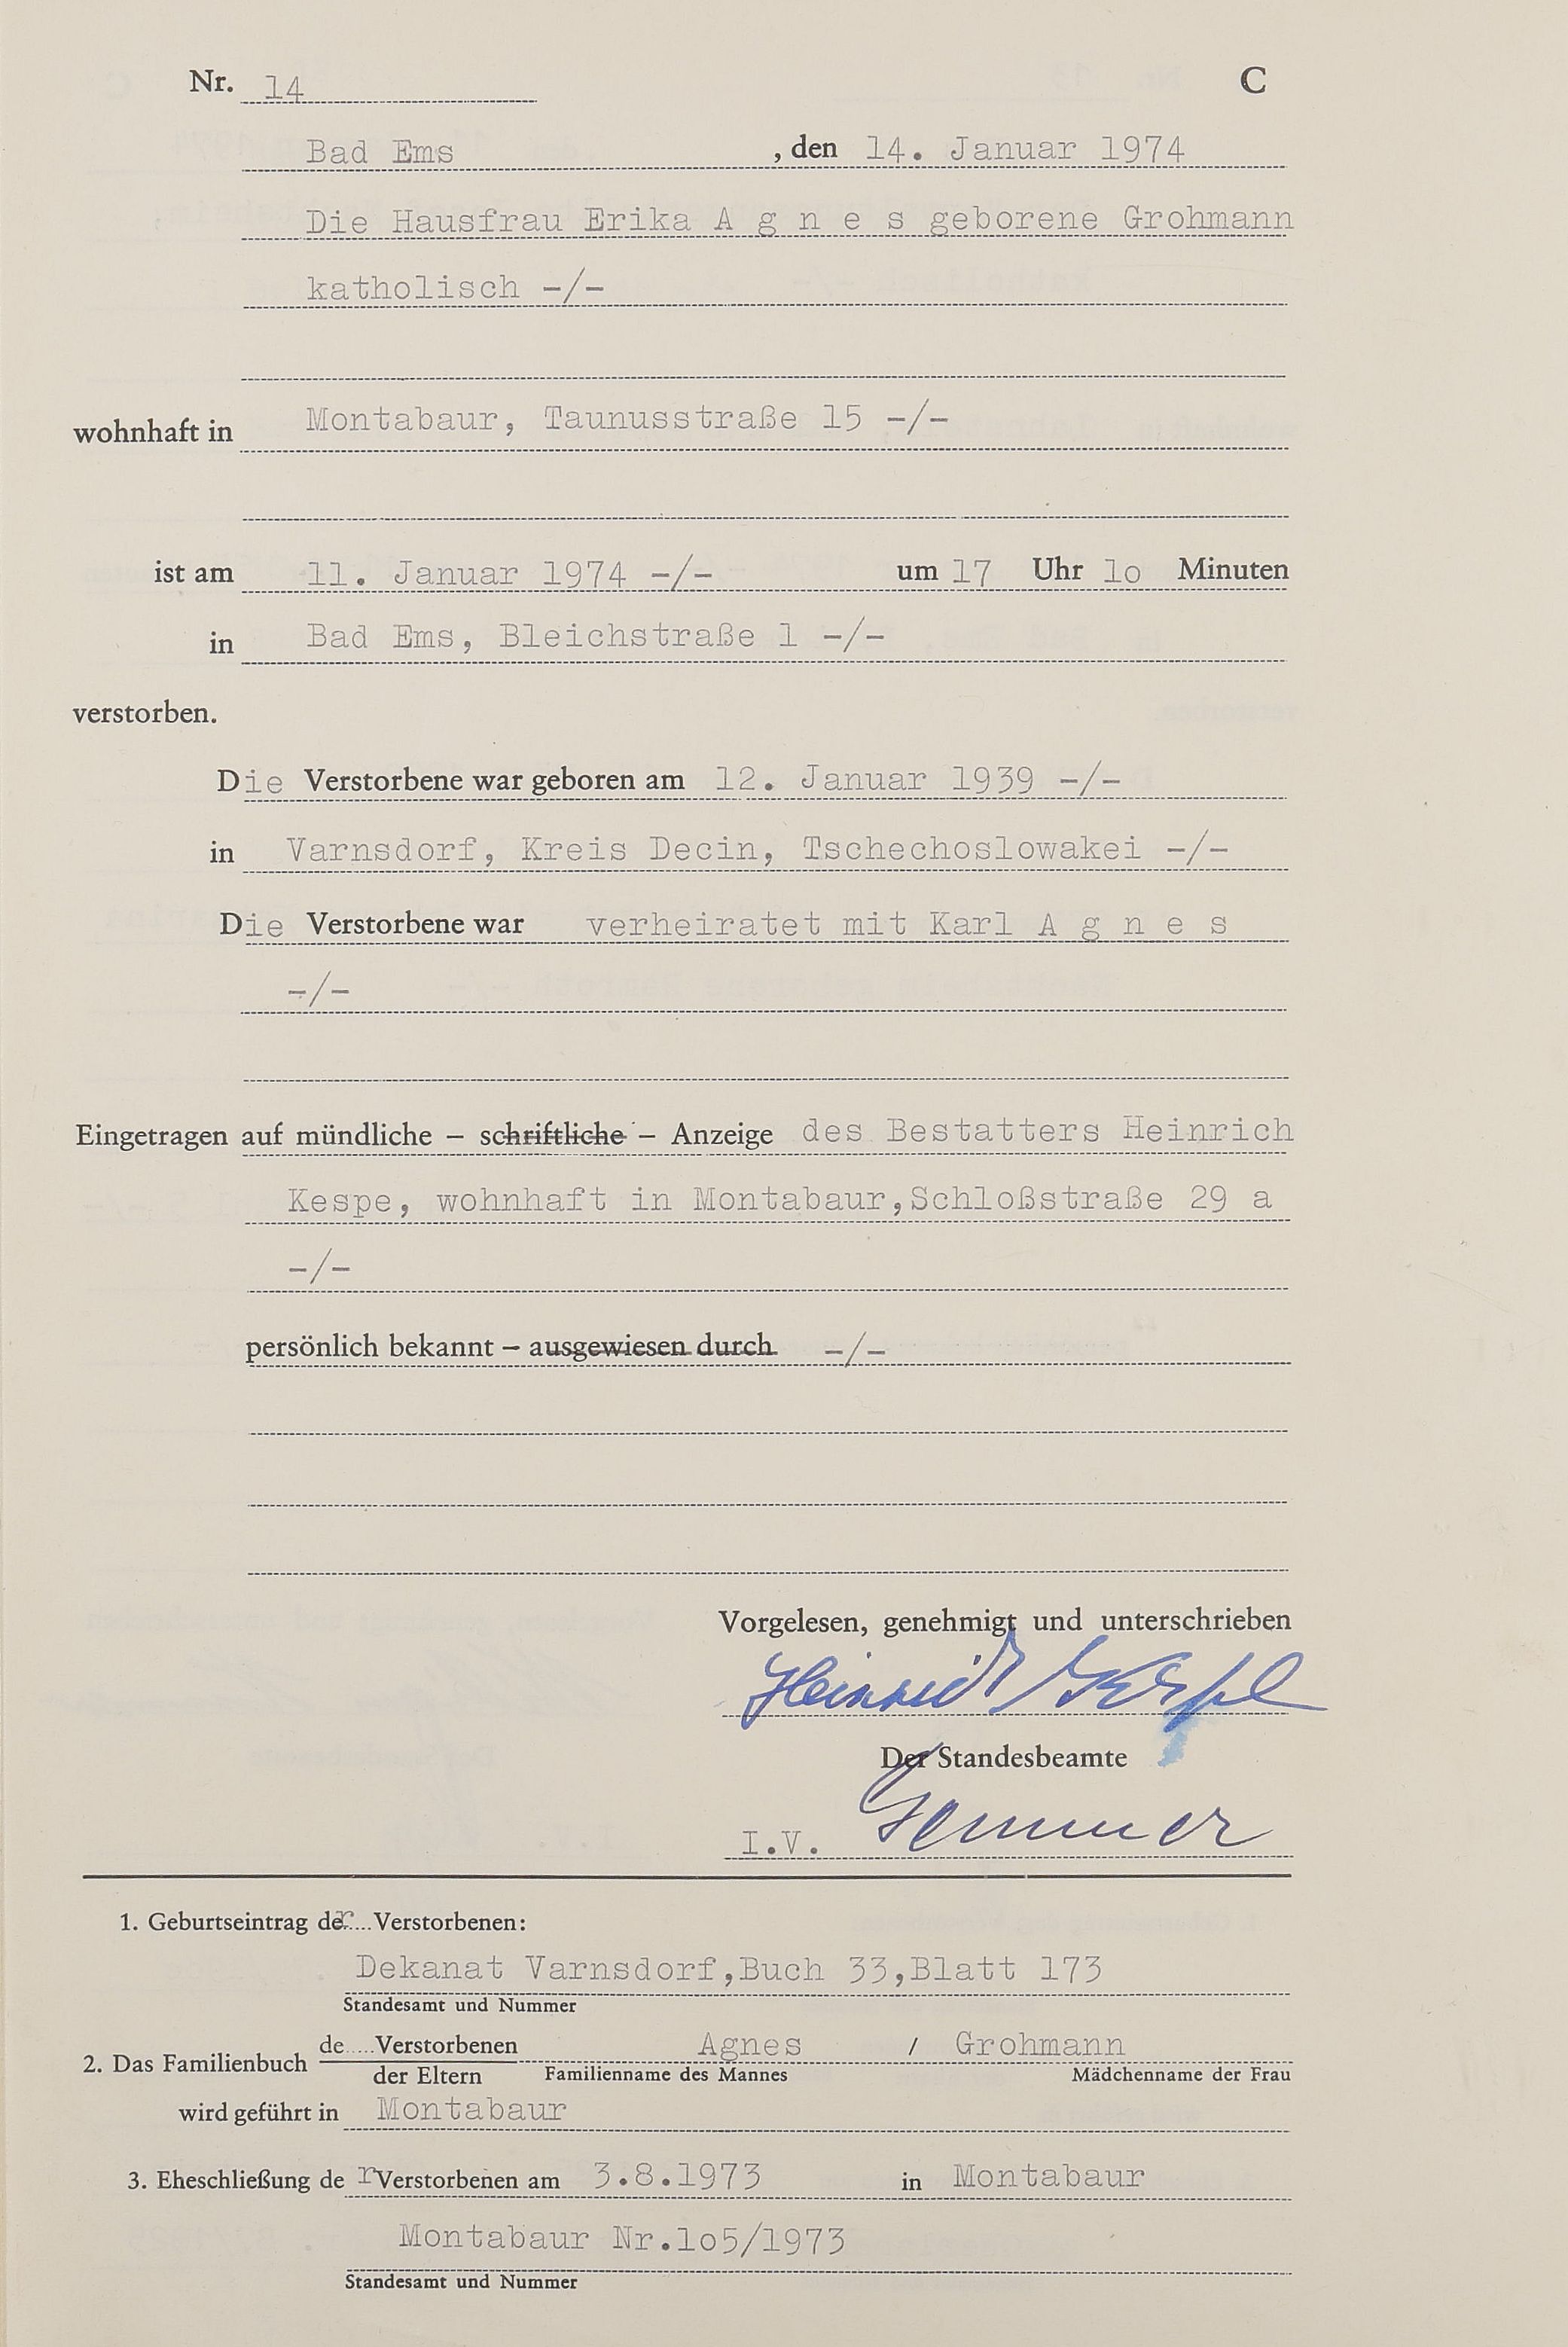 Nr. 14 C
Bad Ems , den 14. Januar 1974
Die Hausfrau Erika A g n e s geborene Grohmann
katholisch -/-
wohnhaft in Montabaur, Taunusstraße 15 -/-
ist am 11. Januar 1974 -/- um 17 Uhr lo Minuten
in Bad Ems, Bleichstraße 1 -/-
verstorben.
Die Verstorbene war geboren am 12. Januar 1939 -/-
in Varnsdorf, Kreis Decin, Tschechoslowakei -/-
Die Verstorbene war verheiratet mit Karl A g n e s
-/-
Eingetragen auf mündliche – schriftliche – Anzeige des Bestatters Heinrich
Kespe, wohnhaft in Montabaur,Schloßstraße 29 a
-/-
persönlich bekannt – ausgewiesen durch -/-
Vorgelesen, genehmigt und unterschrieben
Heinrich Kespe
Der Standesbeamte
I.V. Gemmer
1. Geburtseintrag der Verstorbenen:
Dekanat Varnsdorf,Buch 33,Blatt 173
Standesamt und Nummer
2. Das Familienbuch de.....Verstorbenen Agnes / Grohmann
der Eltern Familienname des Mannes Mädchenname der Frau
wird geführt in Montabaur
3. Eheschließung der Verstorbenen am 3.8.1973 in Montabaur
Montabaur Nr.lo5/1973
Standesamt und Nummer